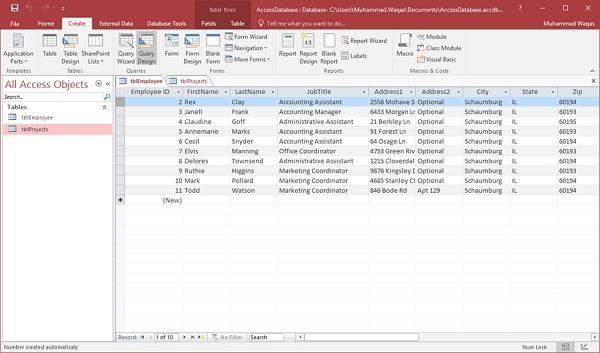 Table Tools
AccessDatabase : Database- C:\Users\Muhammad.Waqas\Documents\AccessDatabase.accdb...
Muhammad Waqas
File Home Create External Data Database Tools Fields Table Tell me what you want to do
Application Parts
Table Table Design SharePoint Lists
Query Wizard Query Design
Form Form Design Blank Form
Form Wizard
Navigation
More Forms
Report Report Design Blank Report
Report Wizard
Labels
Macro
Module
Class Module
Visual Basic
Templates Tables Queries Forms Reports Macros & Code
All Access Objects
Search...
Tables
tblEmployee
tblProjects
tblEmployee tblProjects
Employee ID FirstName LastName JobTitle Address1 Address2 City State Zip
2 Rex Clay Accounting Assistant 2556 Mohave S Optional Schaumburg IL 60194
3 Janell Frank Accounting Manager 6433 Morgan Ln Optional Schaumburg IL 60193
4 Claudine Goff Administrative Assistant 21 Berkley Ln Optional Schaumburg IL 60195
5 Annemarie Marks Accounting Assistant 91 Forest Ln Optional Schaumburg IL 60193
6 Cecil Snyder Accounting Assistant 64 Osage Ln Optional Schaumburg IL 60194
7 Elvis Manning Office Coordinator 4753 Green Riv Optional Schaumburg IL 60193
8 Delores Townsend Administrative Assistant 1215 Cloverdal Optional Schaumburg IL 60194
9 Ruthie Higgins Marketing Coordinator 9876 Kingsley D Optional Schaumburg IL 60193
10 Mark Pollard Marketing Coordinator 4685 Stanley Ct Optional Schaumburg IL 60194
11 Todd Watson Marketing Coordinator 846 Bode Rd Apt 129 Schaumburg IL 60194
(New)
Record: 1 of 10 No Filter Search
Number created automaticaly
Num Lock